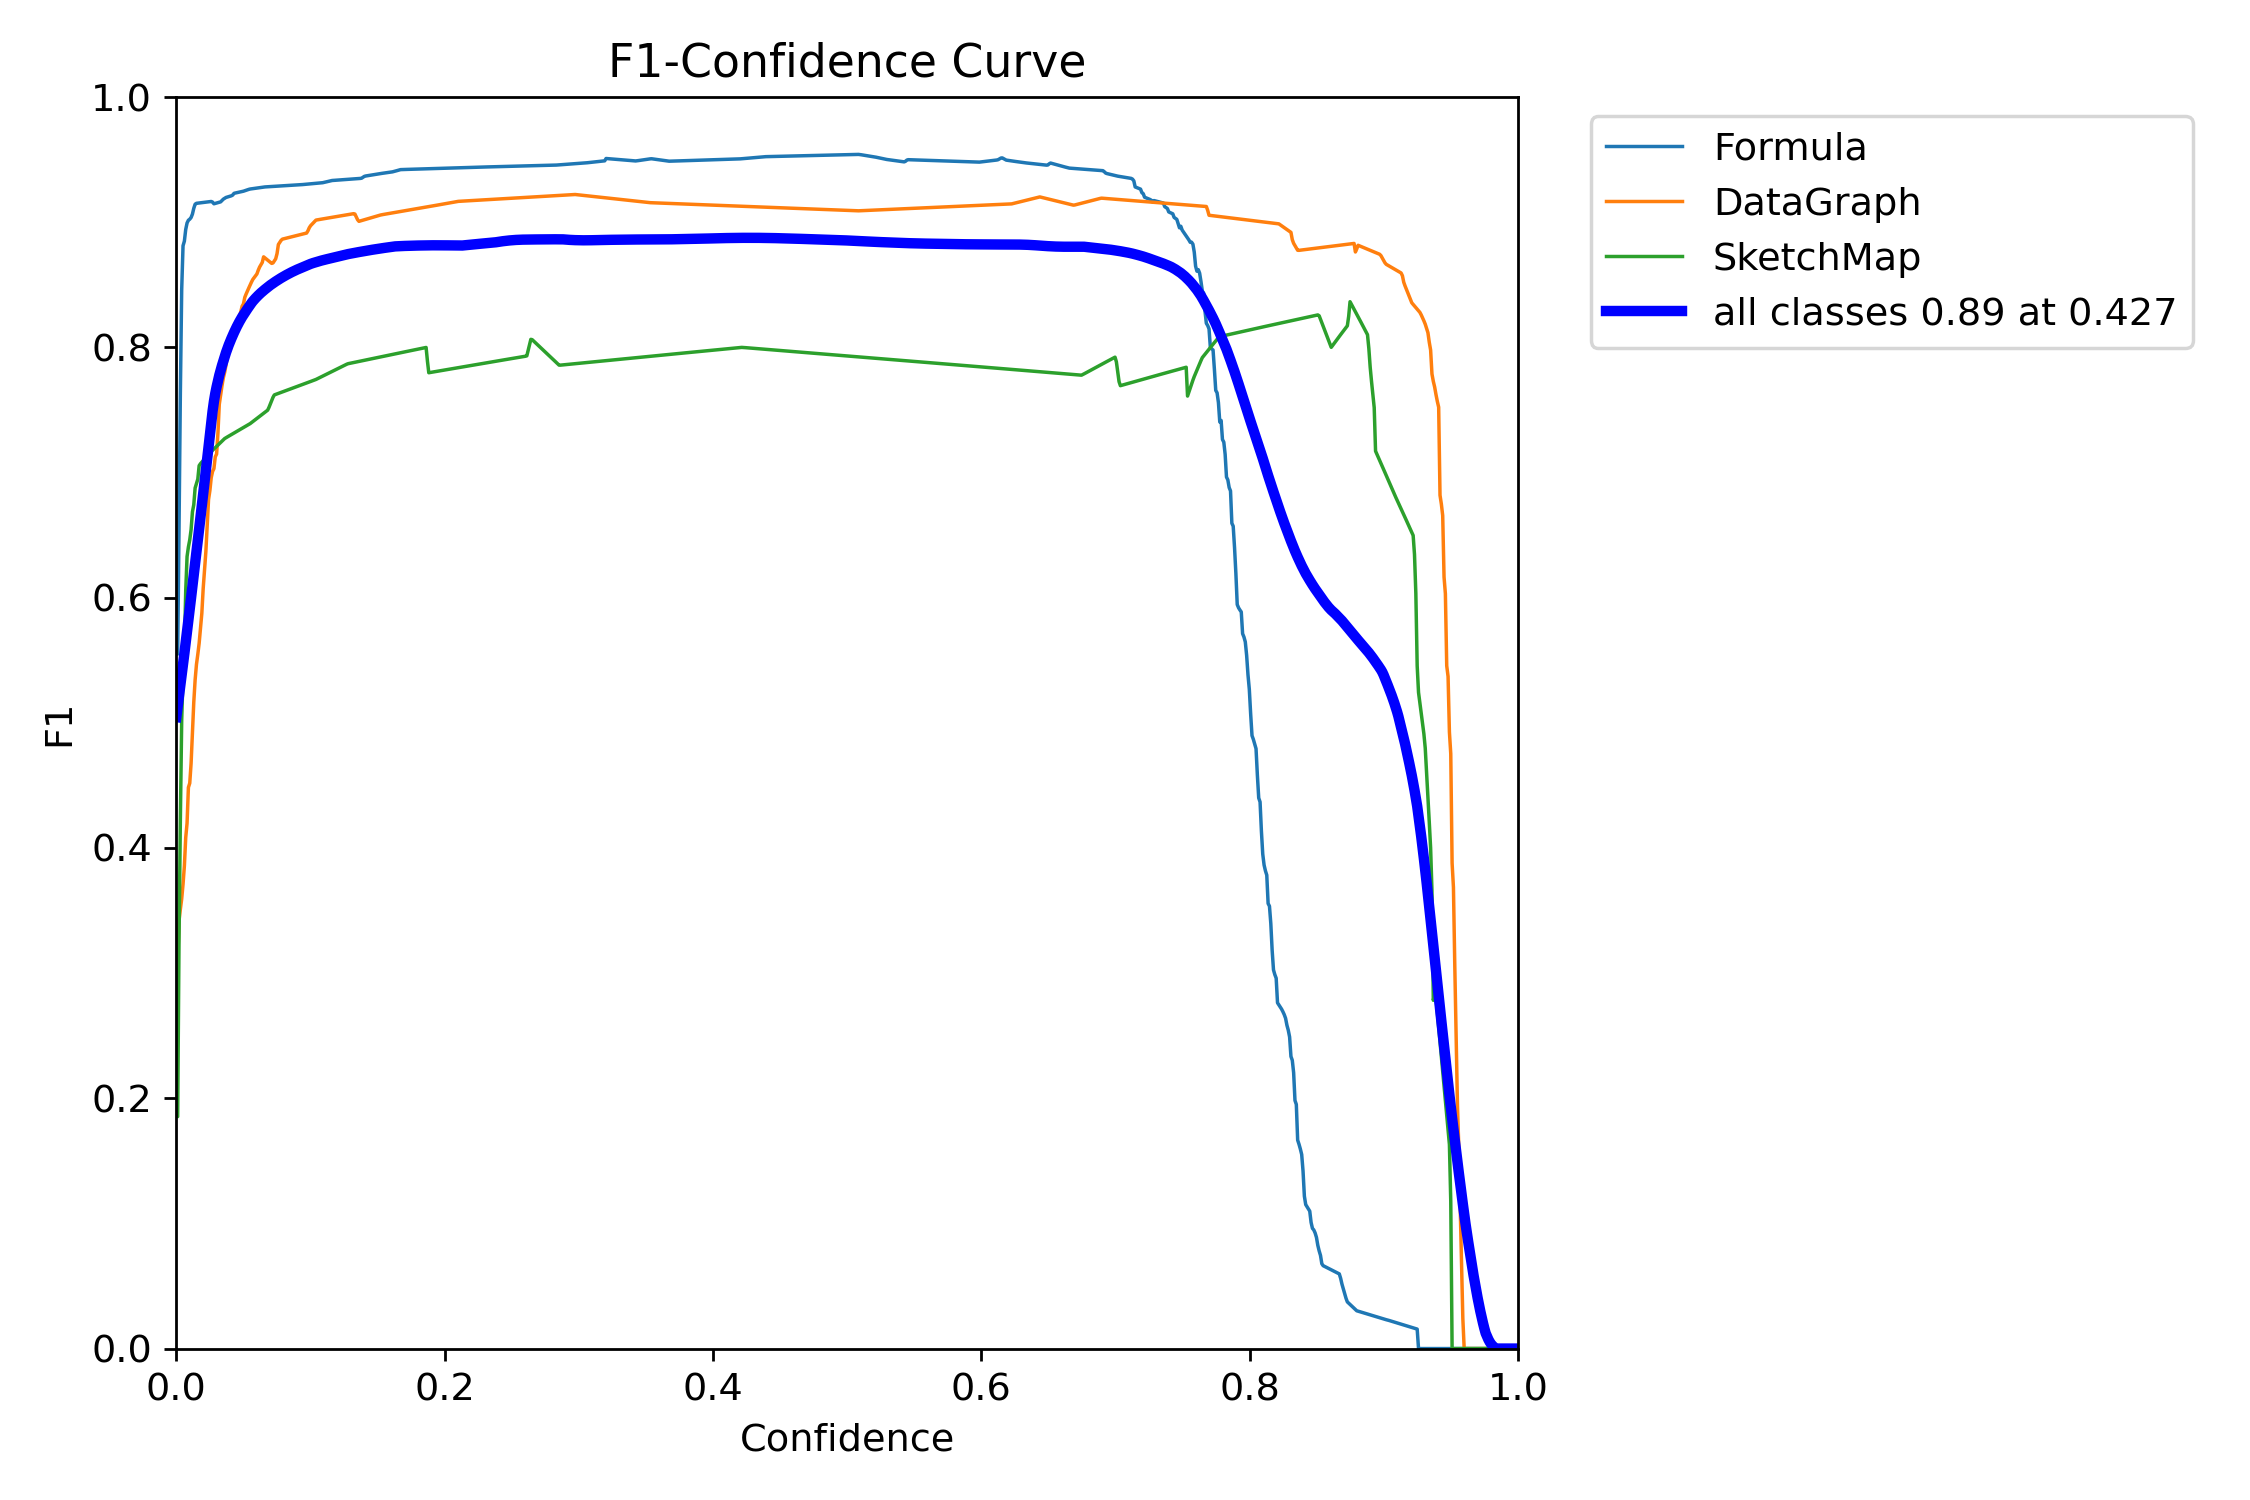 F1-Confidence Curve
1.0
0.8
0.6
0.4
0.2
0.0
F1
0.0 0.2 0.4 0.6 0.8 1.0
Confidence
Formula
DataGraph
SketchMap
all classes 0.89 at 0.427